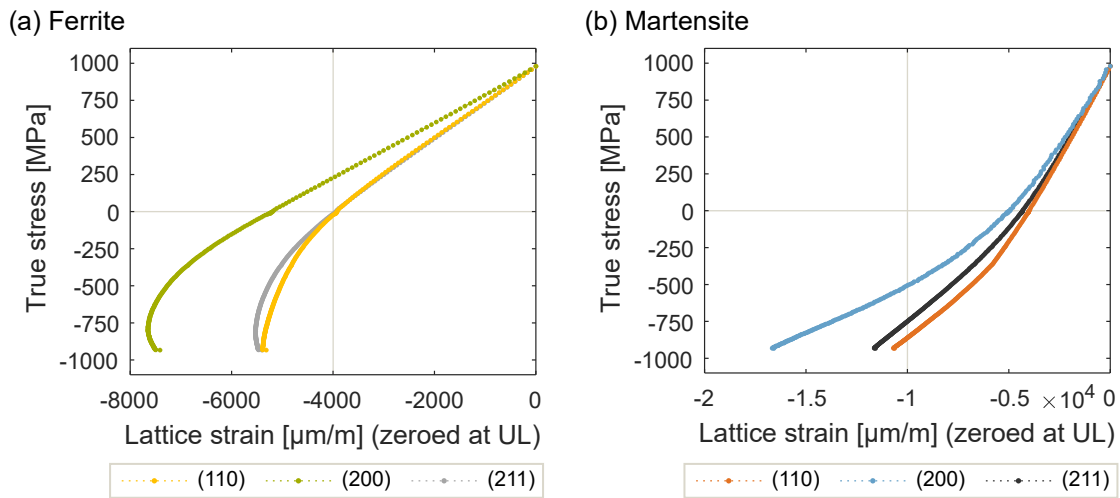 (a) Ferrite
(b) Martensite
True stress [MPa]
1000
750
500
250
0
-250
-500
-750
-1000
-8000 -6000 -4000 -2000 0
Lattice strain [µm/m] (zeroed at UL)
(110) (200) (211)
True stress [MPa]
1000
750
500
250
0
-250
-500
-750
-1000
-2 -1.5 -1 -0.5 0
× 10⁴
Lattice strain [µm/m] (zeroed at UL)
(110) (200) (211)